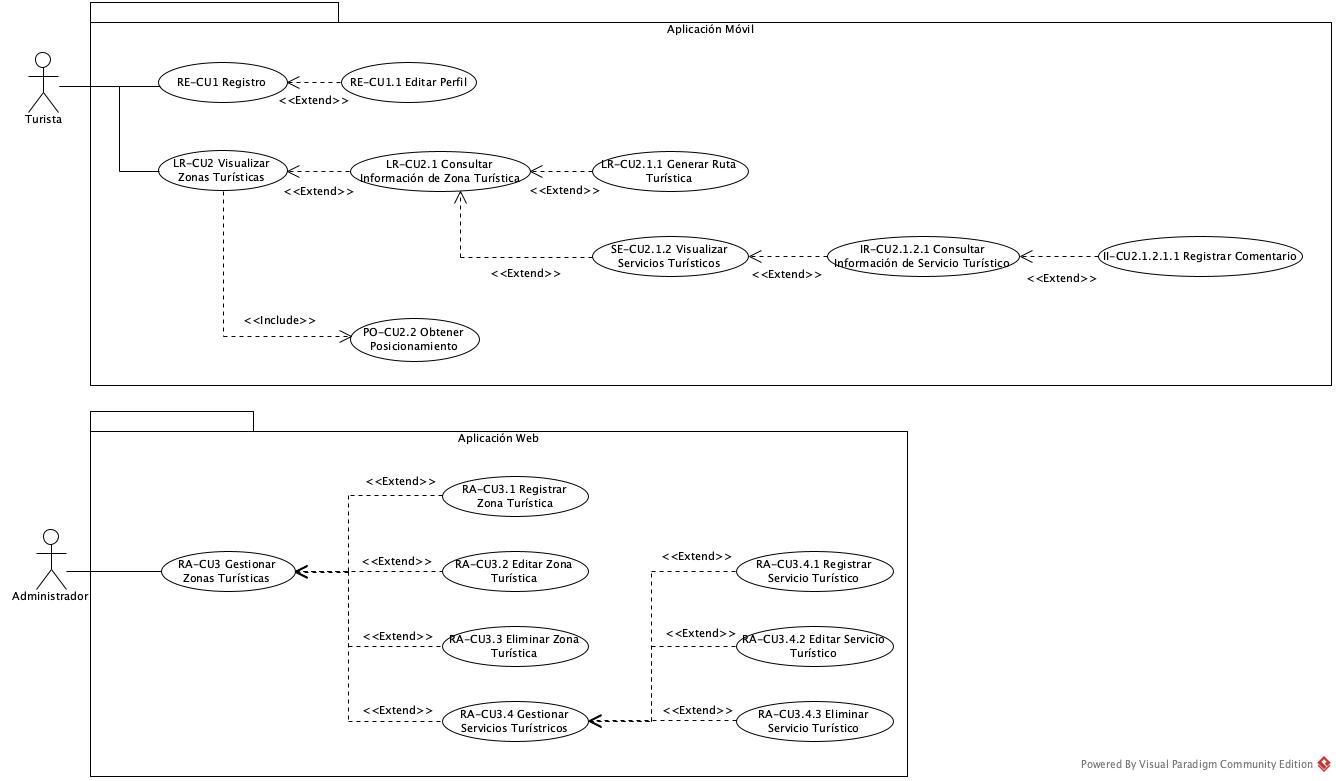 Aplicación Móvil
Turista
RE-CU1 Registro
RE-CU1.1 Editar Perfil
<<Extend>>
LR-CU2 Visualizar
Zonas Turísticas
LR-CU2.1 Consultar
Información de Zona Turística
LR-CU2.1.1 Generar Ruta
Turística
<<Extend>>
<<Extend>>
SE-CU2.1.2 Visualizar
Servicios Turísticos
IR-CU2.1.2.1 Consultar
Información de Servicio Turístico
II-CU2.1.2.1.1 Registrar Comentario
<<Extend>>
<<Extend>>
<<Extend>>
<<Include>>
PO-CU2.2 Obtener
Posicionamiento
Aplicación Web
Administrador
RA-CU3 Gestionar
Zonas Turísticas
<<Extend>>
RA-CU3.1 Registrar
Zona Turística
<<Extend>>
RA-CU3.2 Editar Zona
Turística
<<Extend>>
RA-CU3.4.1 Registrar
Servicio Turístico
<<Extend>>
RA-CU3.3 Eliminar Zona
Turística
<<Extend>>
RA-CU3.4.2 Editar Servicio
Turístico
<<Extend>>
RA-CU3.4 Gestionar
Servicios Turístricos
<<Extend>>
RA-CU3.4.3 Eliminar
Servicio Turístico
Powered By Visual Paradigm Community Edition